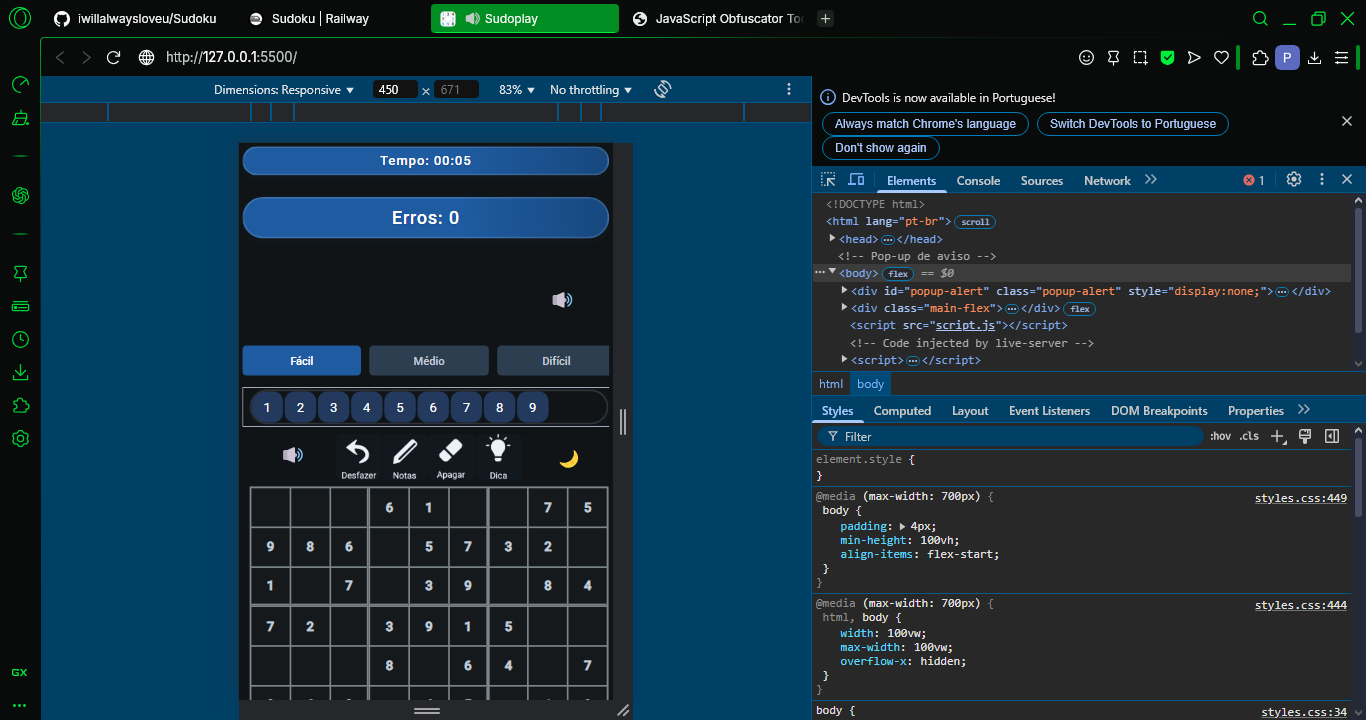 iwillalwaysloveu/Sudoku
Sudoku | Railway
Sudoplay
JavaScript Obfuscator To
http://127.0.0.1:5500/
P
GX
Dimensions: Responsive
450
x
671
83%
No throttling
Tempo: 00:05
Erros: 0
Fácil
Médio
Difícil
1 2 3 4 5 6 7 8 9
Desfazer
Notas
Apagar
Dica
6 1 7 5
9 8 6 5 7 3 2
1 7 3 9 8 4
7 2 3 9 1 5
8 6 4 7
DevTools is now available in Portuguese!
Always match Chrome's language
Switch DevTools to Portuguese
Don't show again
Elements
Console
Sources
Network
1
<!DOCTYPE html>
<html lang="pt-br"> scroll
<head> </head>
<!-- Pop-up de aviso -->
<body> flex == $0
<div id="popup-alert" class="popup-alert" style="display:none;"> </div>
<div class="main-flex"> </div> flex
<script src="script.js"></script>
<!-- Code injected by live-server -->
<script> </script>
html
body
Styles
Computed
Layout
Event Listeners
DOM Breakpoints
Properties
Filter
:hov .cls
element.style {
}
@media (max-width: 700px) {
styles.css:449
body {
padding: 4px;
min-height: 100vh;
align-items: flex-start;
}
}
@media (max-width: 700px) {
styles.css:444
html, body {
width: 100vw;
max-width: 100vw;
overflow-x: hidden;
}
}
body {
styles.css:34